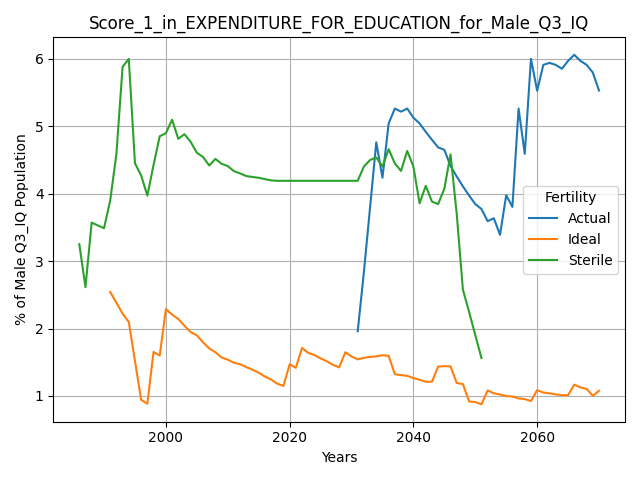 Score_1_in_EXPENDITURE_FOR_EDUCATION_for_Male_Q3_IQ
% of Male Q3_IQ Population
6
5
4
3
2
1
Fertility
Actual
Ideal
Sterile
2000
2020
2040
2060
Years